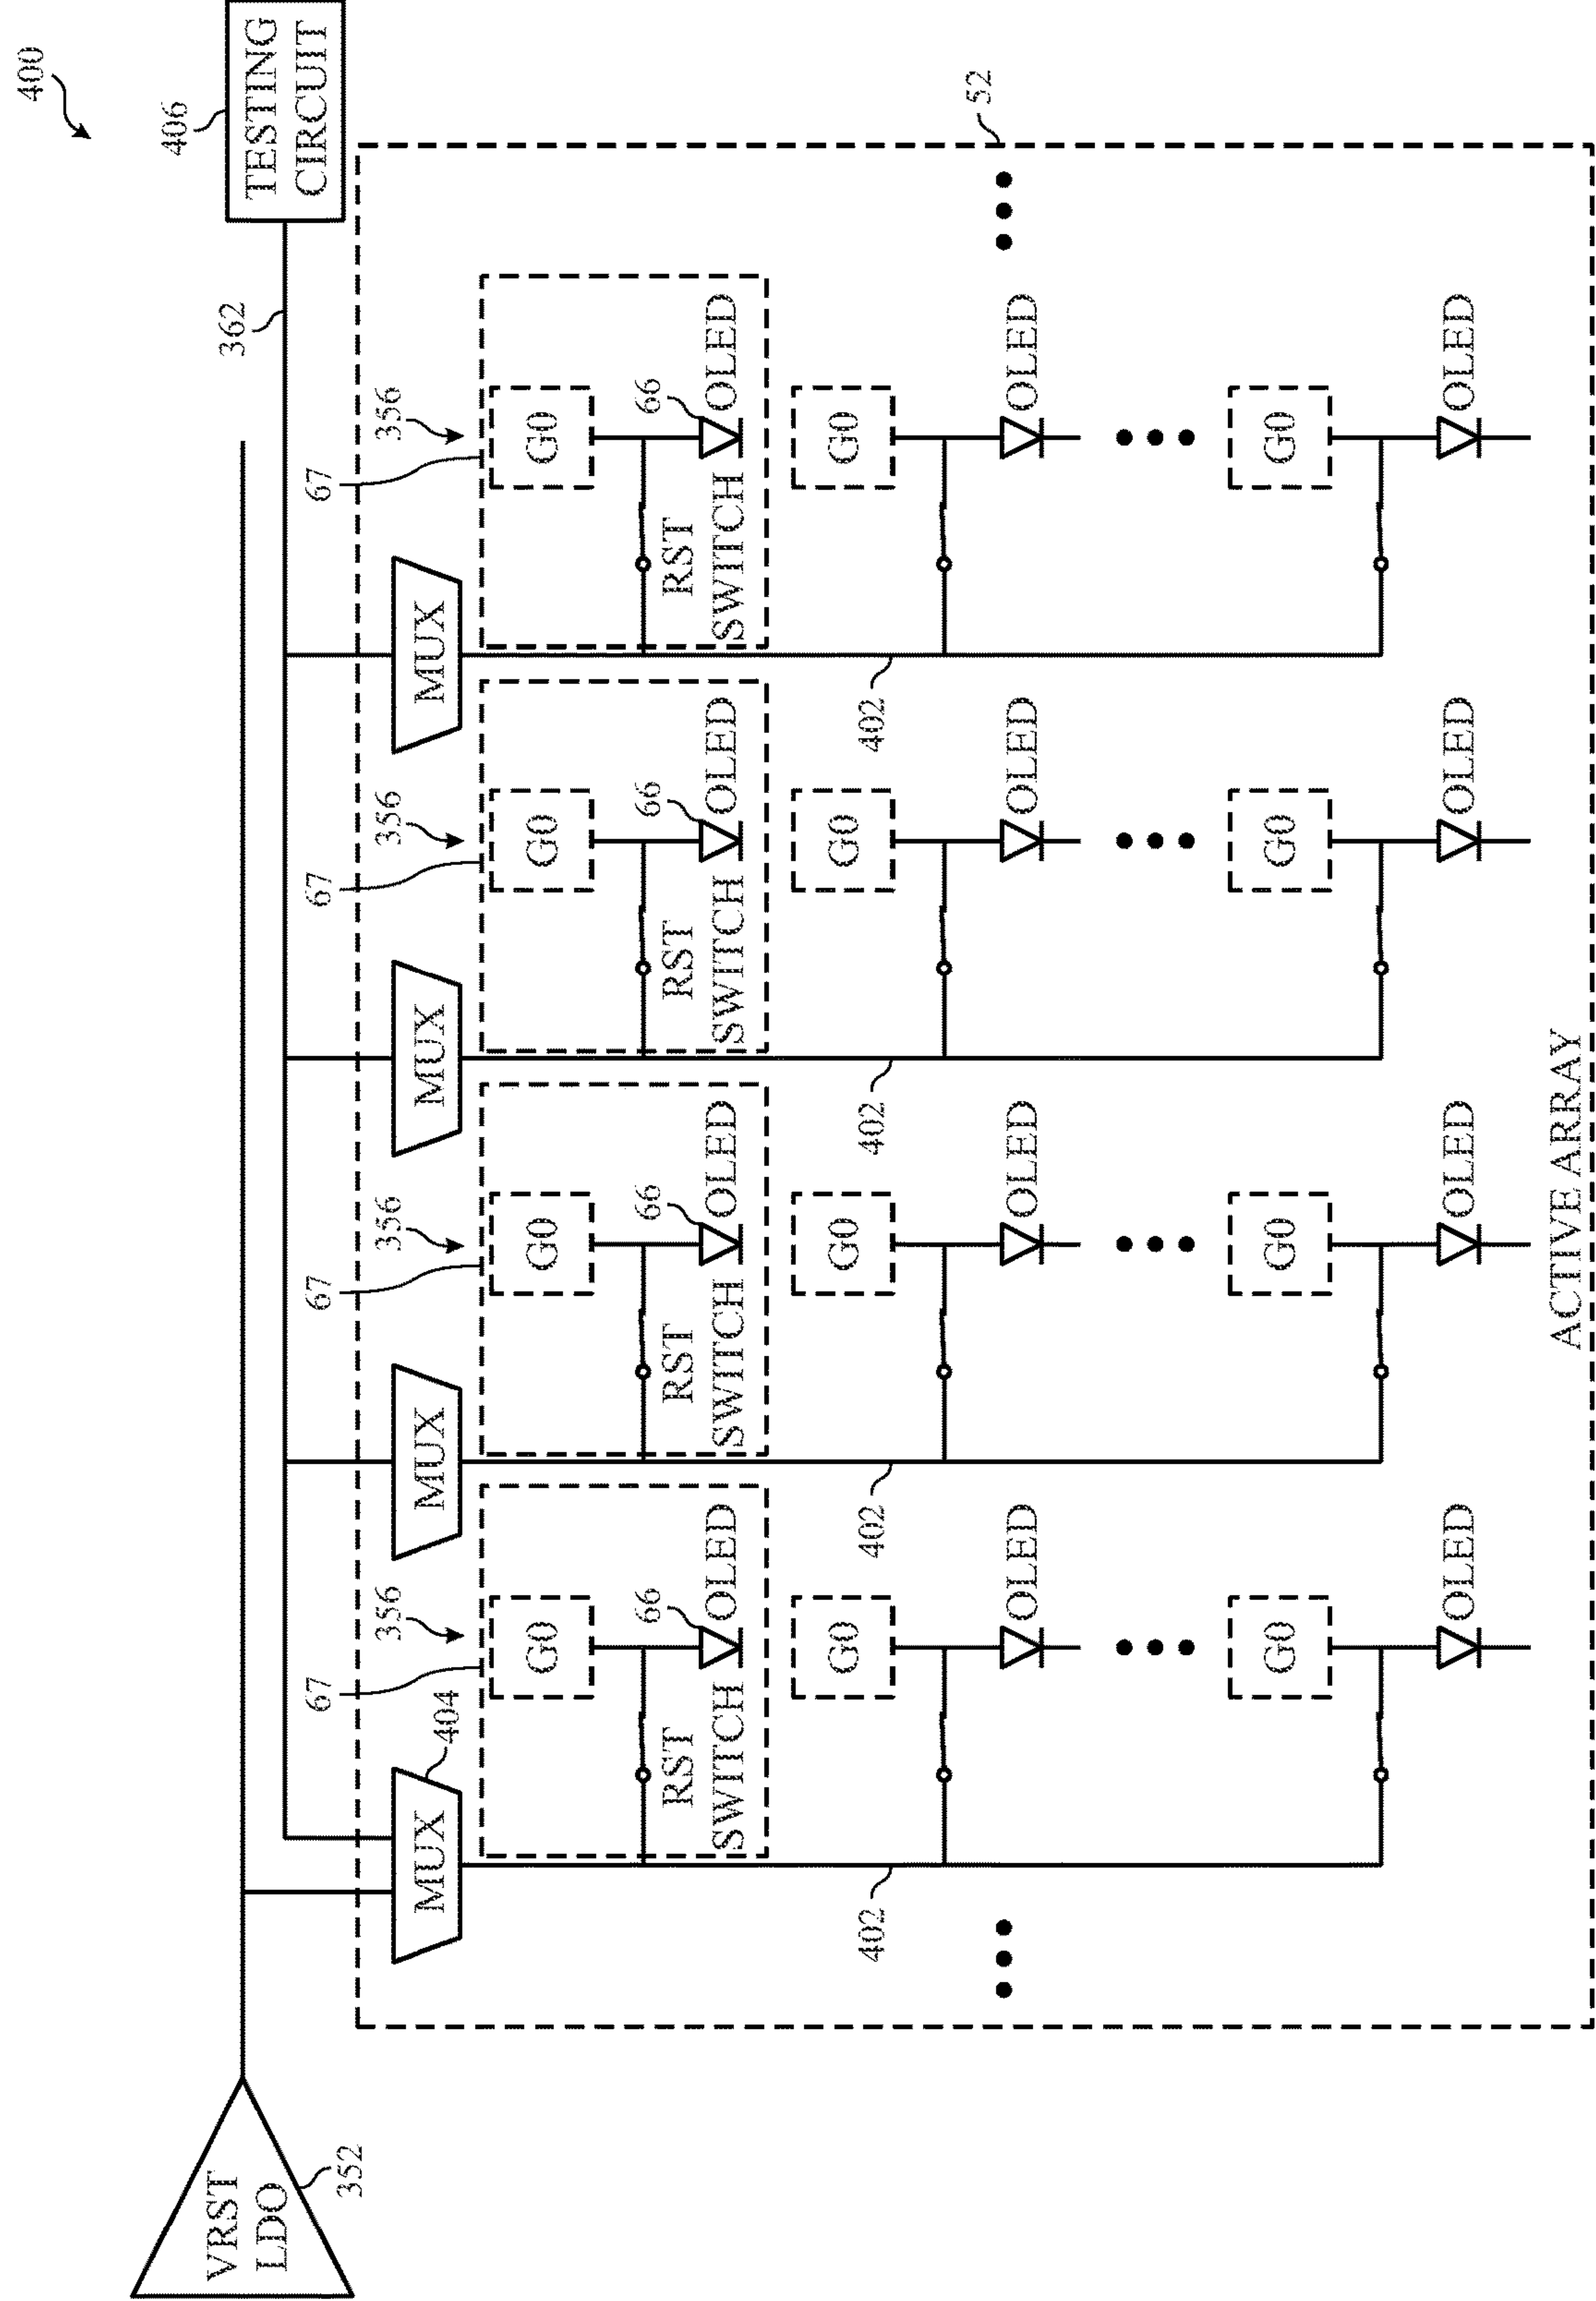 400
406
TESTING
CIRCUIT
VRST
LDO
352
362
67
356
67
356
67
356
67
356
MUX
404
MUX
MUX
MUX
G0
G0
G0
G0
66
66
66
66
RST
SWITCH
OLED
RST
SWITCH
OLED
RST
SWITCH
OLED
RST
SWITCH
OLED
G0
G0
G0
G0
402
402
402
402
52
OLED
OLED
OLED
OLED
G0
G0
G0
G0
OLED
OLED
OLED
OLED
ACTIVE ARRAY